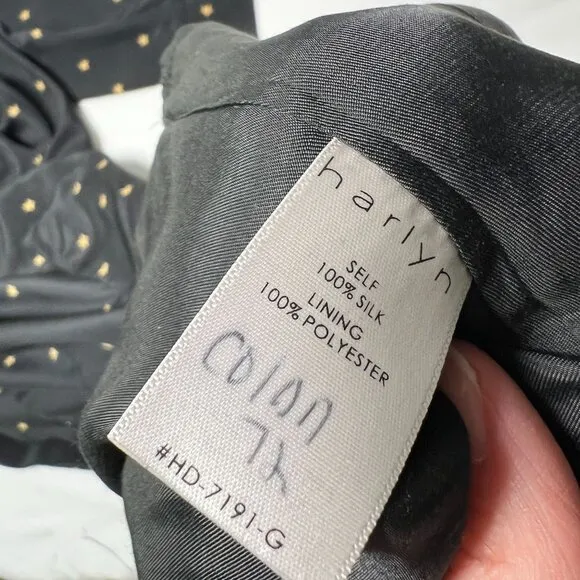 harlyn
SELF
100% SILK
LINING
100% POLYESTER
#HD-7191-G